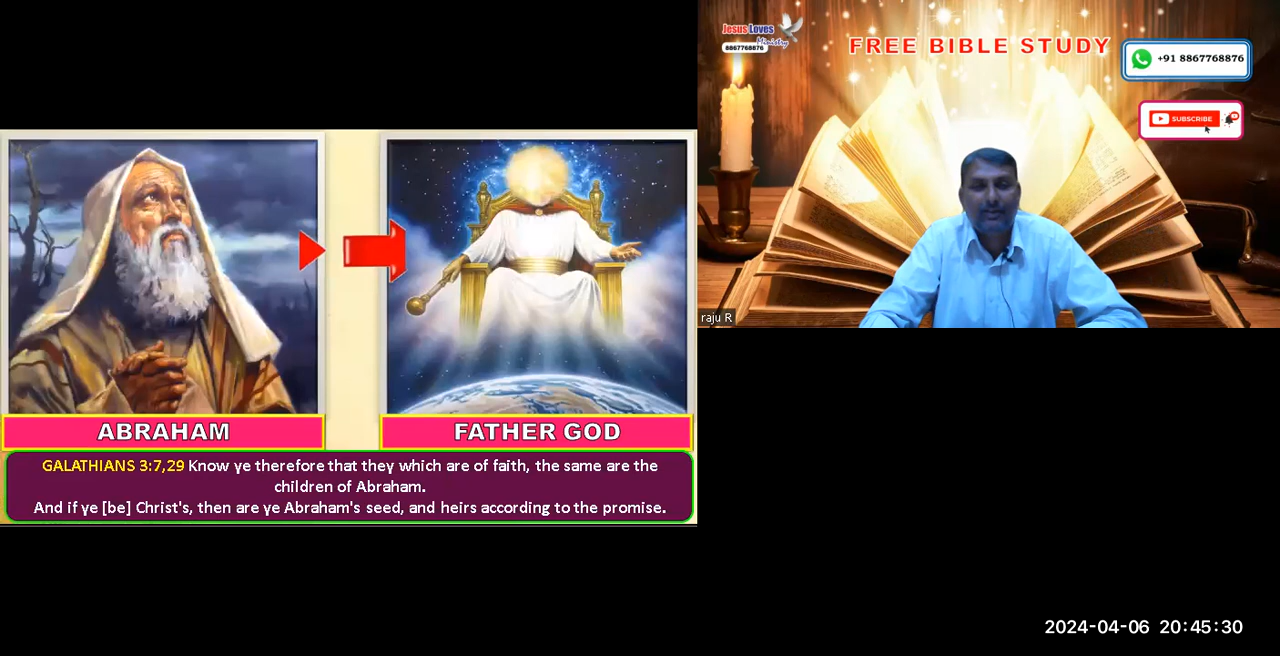 ABRAHAM
FATHER GOD
GALATHIANS 3:7,29 Know ye therefore that they which are of faith, the same are the
children of Abraham.
And if ye [be] Christ's, then are ye Abraham's seed, and heirs according to the promise.
Jesus Loves
Ministry
8867768876
FREE BIBLE STUDY
+91 8867768876
SUBSCRIBE
raju R
2024-04-06 20:45:30